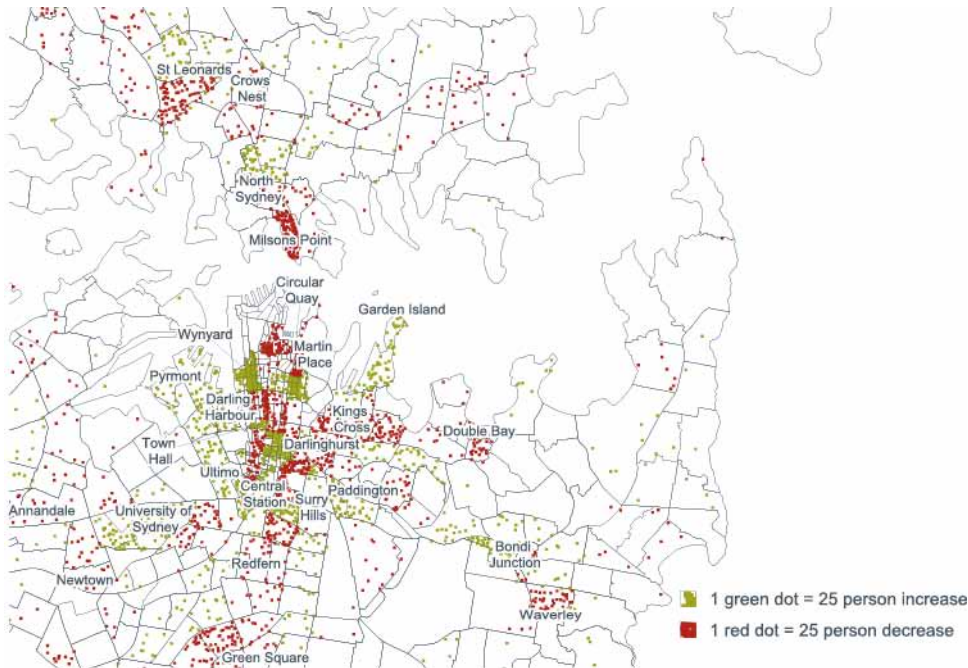 St Leonards
Crows
Nest
North
Sydney
Milsons Point
Circular
Quay
Garden Island
Wynyard
Martin
Place
Pyrmont
Darling
Harbour
Kings
Cross
Double Bay
Town
Hall
Darlinghurst
Ultimo
Central
Station
Surry
Hills
Paddington
Annandale
University of
Sydney
Bondi
Junction
Redfern
Newtown
Waverley
Green Square
1 green dot = 25 person increase
1 red dot = 25 person decrease